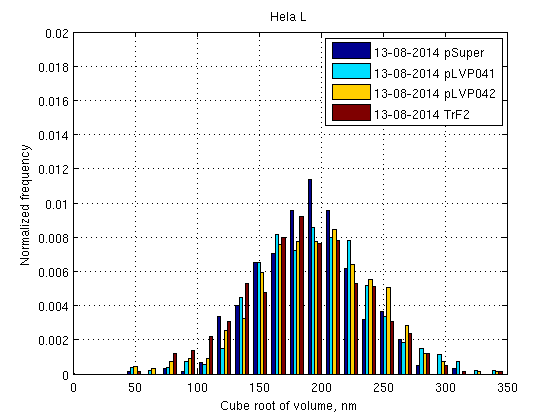 Hela L
0.02
0.018
0.016
0.014
0.012
0.01
0.008
0.006
0.004
0.002
0
Normalized frequency
13-08-2014 pSuper
13-08-2014 pLVP041
13-08-2014 pLVP042
13-08-2014 TrF2
0 50 100 150 200 250 300 350
Cube root of volume, nm